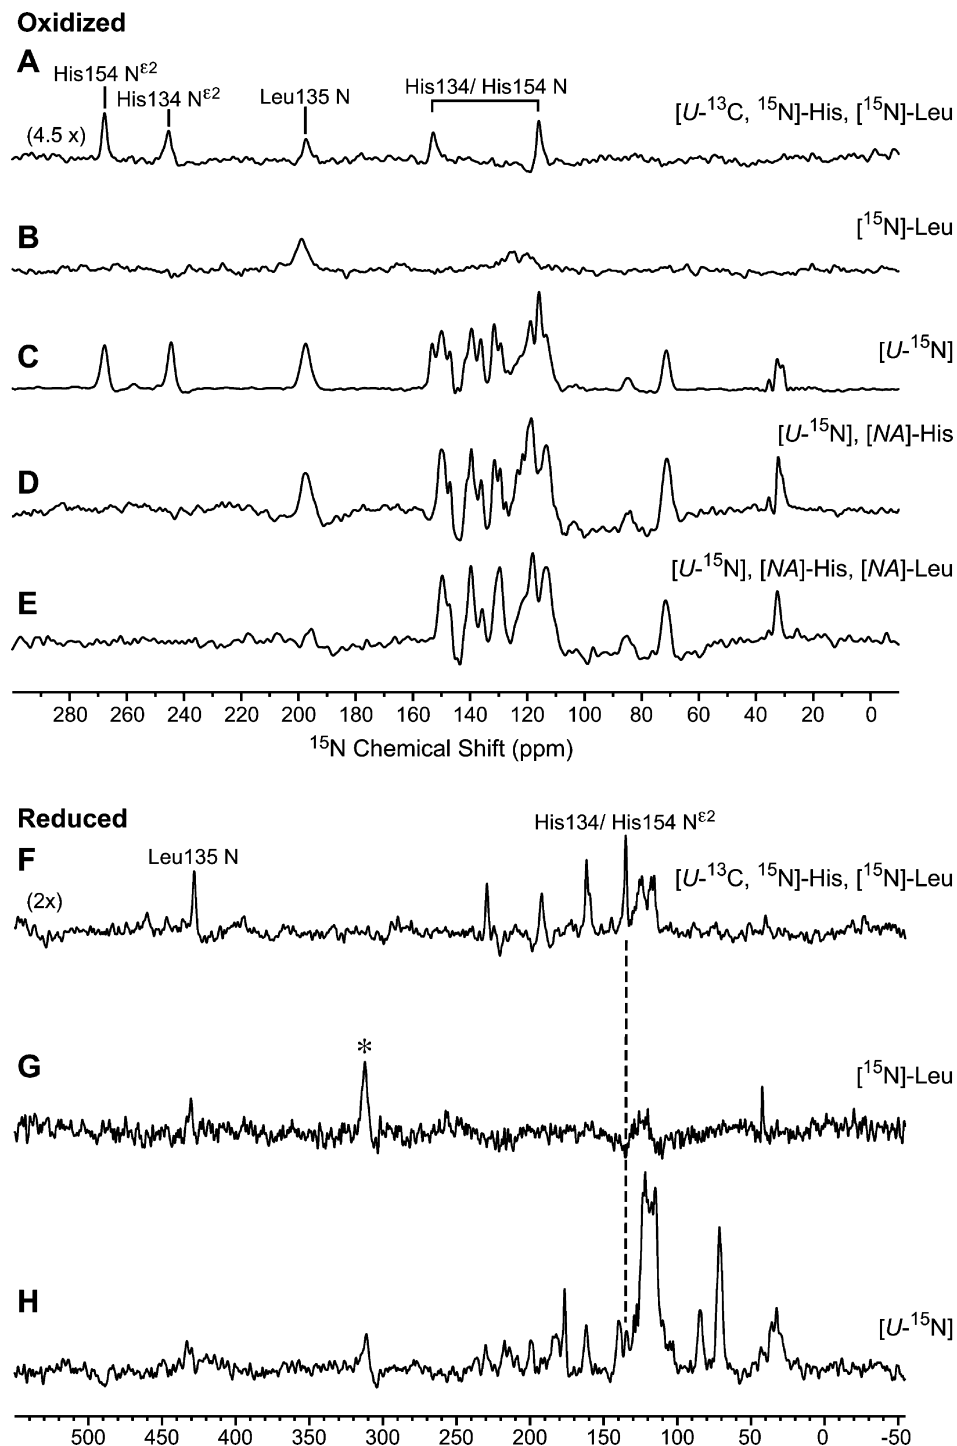 Oxidized
A
His154 Nε2
His134 Nε2
Leu135 N
His134/ His154 N
[U-13C, 15N]-His, [15N]-Leu
(4.5 x)
B
[15N]-Leu
C
[U-15N]
D
[U-15N], [NA]-His
E
[U-15N], [NA]-His, [NA]-Leu
280 260 240 220 200 180 160 140 120 100 80 60 40 20 0
15N Chemical Shift (ppm)
Reduced
F
Leu135 N
His134/ His154 Nε2
[U-13C, 15N]-His, [15N]-Leu
(2x)
G
*
[15N]-Leu
H
[U-15N]
500 450 400 350 300 250 200 150 100 50 0 -50